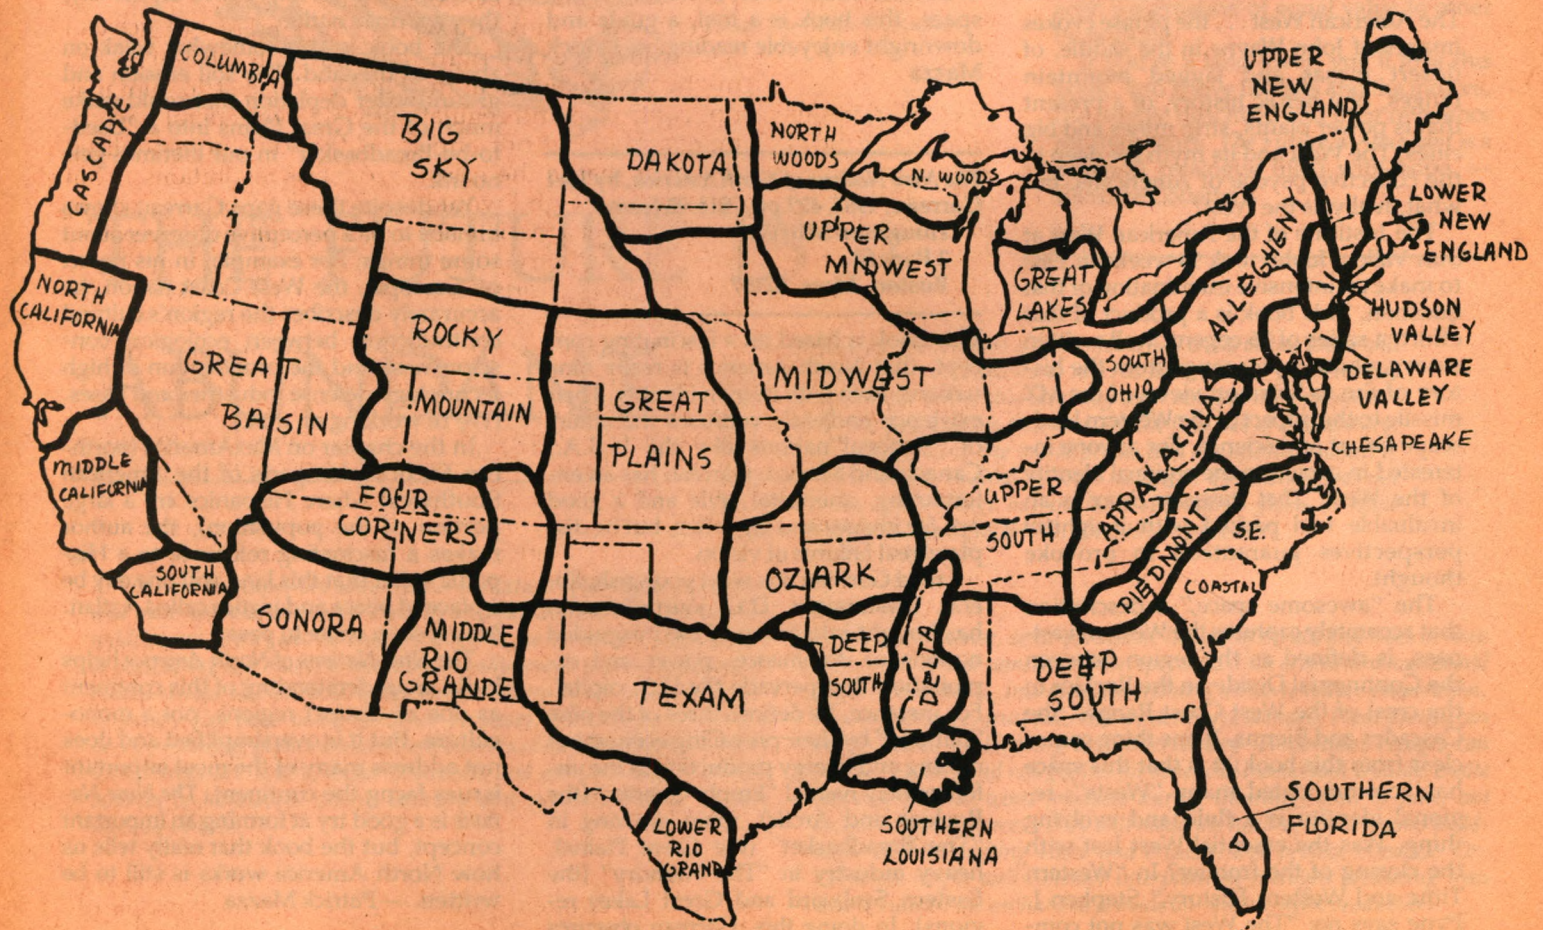 COLUMBIA
CASCADE
BIG
SKY
DAKOTA
NORTH
WOODS
N. WOODS
UPPER
NEW
ENGLAND
UPPER
MIDWEST
GREAT
LAKES
ALLEGHENY
LOWER
NEW
ENGLAND
NORTH
CALIFORNIA
HUDSON
VALLEY
ROCKY
MOUNTAIN
GREAT
BASIN
MIDWEST
SOUTH
OHIO
DELAWARE
VALLEY
GREAT
PLAINS
CHESAPEAKE
MIDDLE
CALIFORNIA
FOUR
CORNERS
UPPER
SOUTH
APPALACHIA
PIEDMONT
S.E.
COASTAL
SOUTH
CALIFORNIA
OZARK
SONORA
MIDDLE
RIO
GRANDE
DEEP
SOUTH
DELTA
DEEP
SOUTH
TEXAM
SOUTHERN
FLORIDA
LOWER
RIO
GRAND
SOUTHERN
LOUISIANA